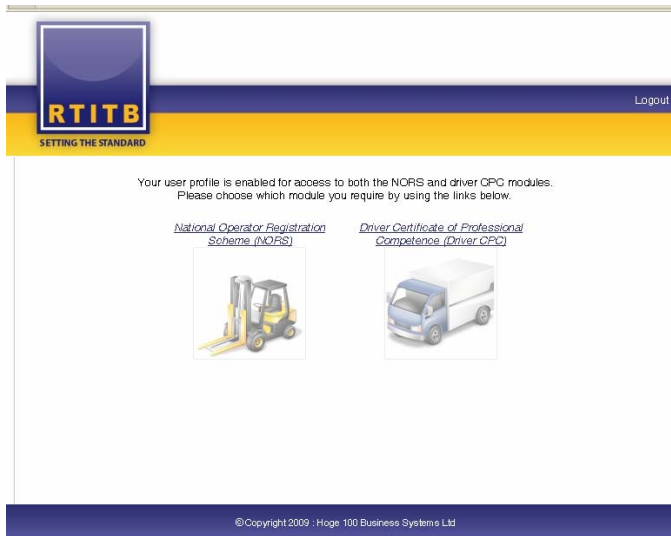 RTITB
SETTING THE STANDARD
Logout
Your user profile is enabled for access to both the NORS and driver CPC modules.
Please choose which module you require by using the links below.
National Operator Registration
Scheme (NORS)
Driver Certificate of Professional
Competence (Driver CPC)
©Copyright 2009 : Hoge 100 Business Systems Ltd